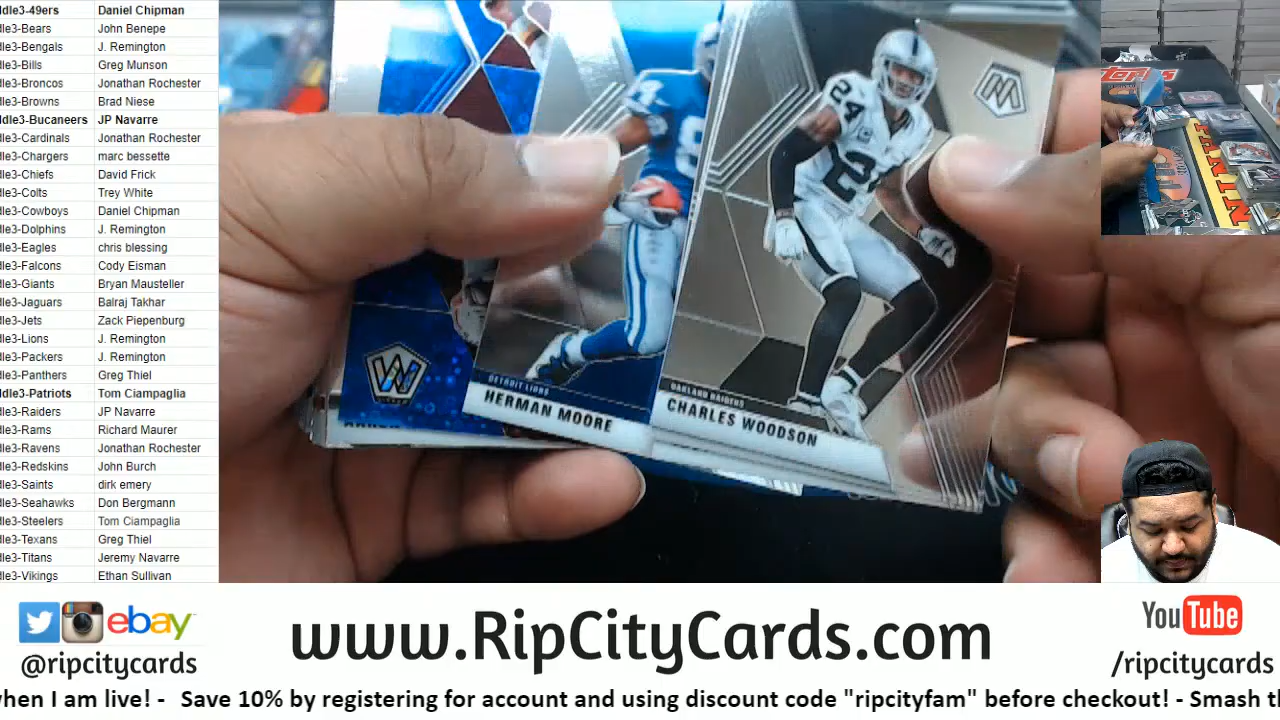 ddle3-49ers Daniel Chipman
dle3-Bears John Benepe
dle3-Bengals J. Remington
dle3-Bills Greg Munson
dle3-Broncos Jonathan Rochester
dle3-Browns Brad Niese
ddle3-Bucaneers JP Navarre
dle3-Cardinals Jonathan Rochester
dle3-Chargers marc bessette
dle3-Chiefs David Frick
dle3-Colts Trey White
dle3-Cowboys Daniel Chipman
dle3-Dolphins J. Remington
dle3-Eagles chris blessing
dle3-Falcons Cody Eisman
dle3-Giants Bryan Mausteller
dle3-Jaguars Balraj Takhar
dle3-Jets Zack Piepenburg
dle3-Lions J. Remington
dle3-Packers J. Remington
dle3-Panthers Greg Thiel
ddle3-Patriots Tom Ciampaglia
dle3-Raiders JP Navarre
dle3-Rams Richard Maurer
dle3-Ravens Jonathan Rochester
dle3-Redskins John Burch
dle3-Saints dirk emery
dle3-Seahawks Don Bergmann
dle3-Steelers Tom Ciampaglia
dle3-Texans Greg Thiel
dle3-Titans Jeremy Navarre
dle3-Vikings Ethan Sullivan
24
24
M
84
DETROIT LIONS
HERMAN MOORE
OAKLAND RAIDERS
CHARLES WOODSON
Topps
ebay
@ripcitycards
www.RipCityCards.com
YouTube
/ripcitycards
when I am live! - Save 10% by registering for account and using discount code "ripcityfam" before checkout! - Smash th